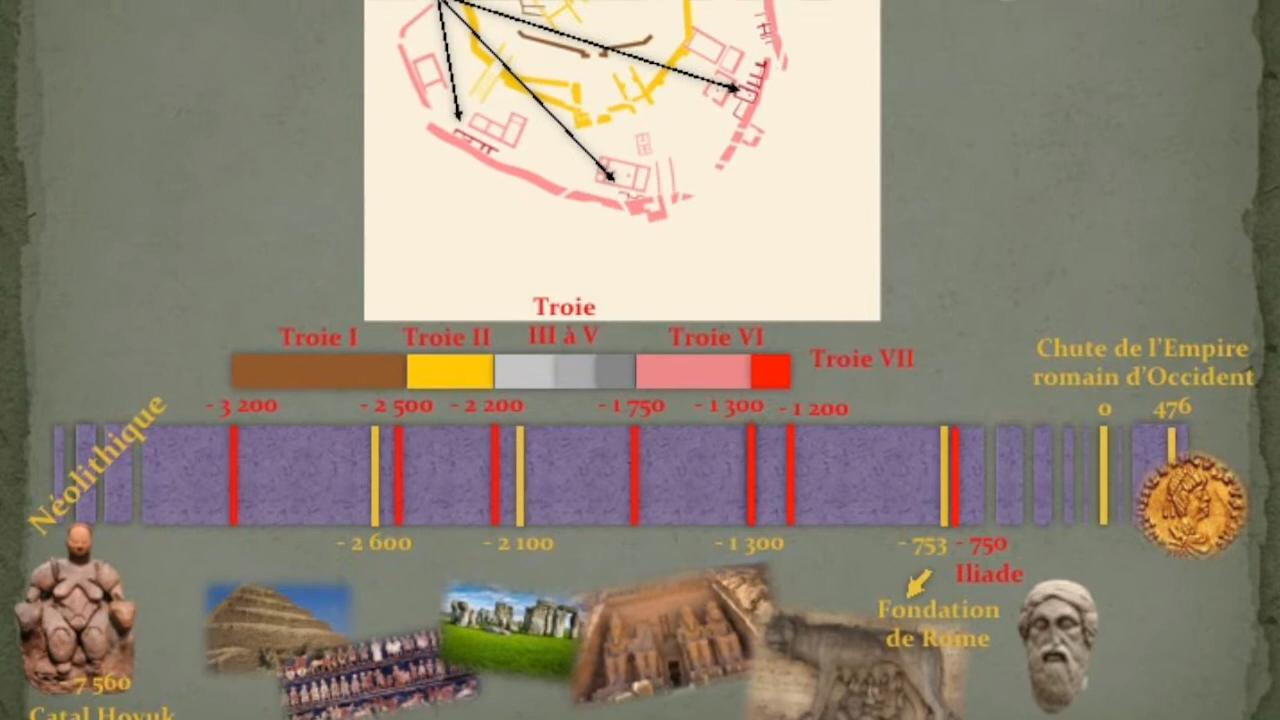 Troie
Troie I Troie II III à V Troie VI
Troie VII
Chute de l'Empire
romain d'Occident
- 3 200 - 2 500 - 2 200 - 1 750 - 1 300 - 1 200 0 476
Néolithique
- 2 600 - 2 100 - 1 300 - 753 - 750
Iliade
Fondation
de Rome
- 7 560
Catal Hoyuk